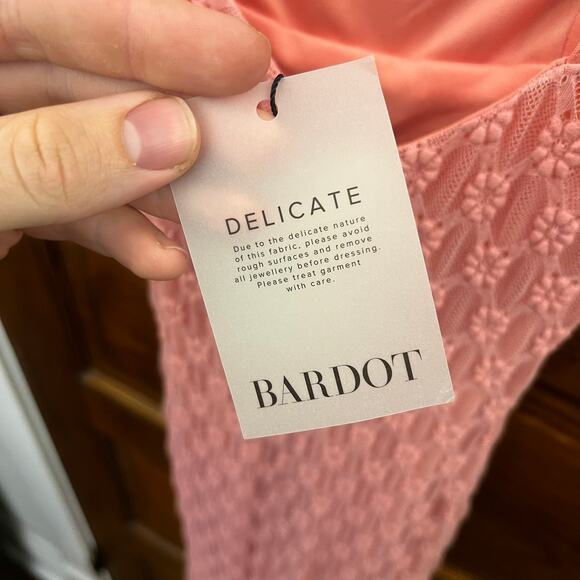 DELICATE
Due to the delicate nature
of this fabric, please avoid
rough surfaces and remove
all jewellery before dressing.
Please treat garment
with care.
BARDOT